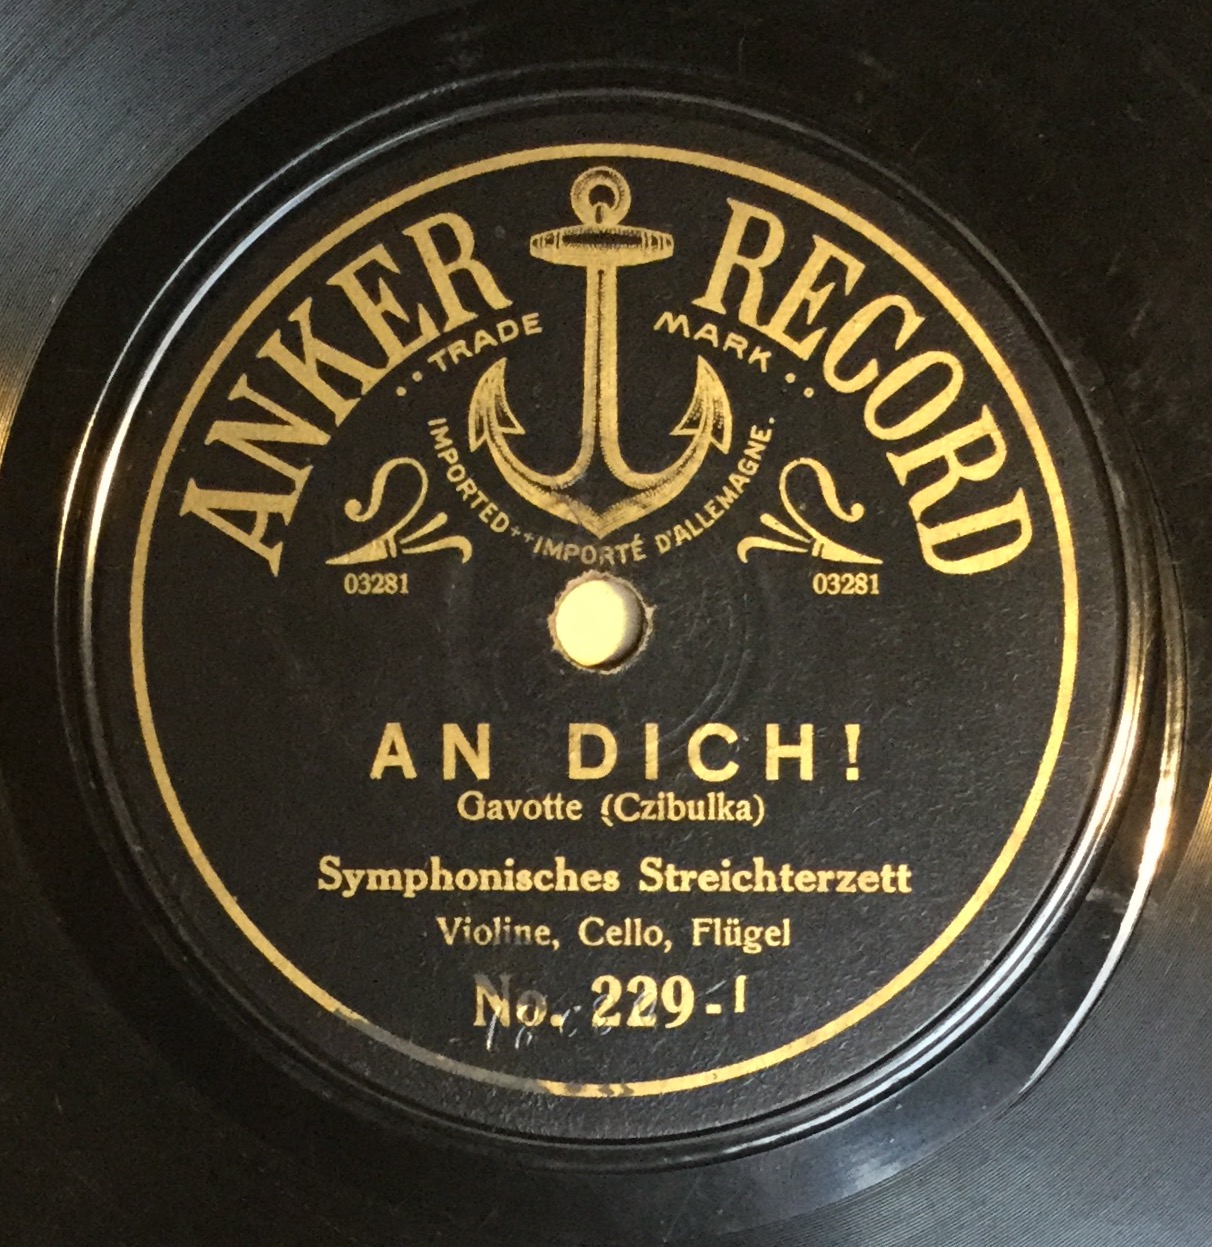 ANKER RECORD
·· TRADE MARK ··
IMPORTED ++ IMPORTÉ D'ALLEMAGNE.
03281 03281
AN DICH!
Gavotte (Czibulka)
Symphonisches Streichterzett
Violine, Cello, Flügel
No. 229-I